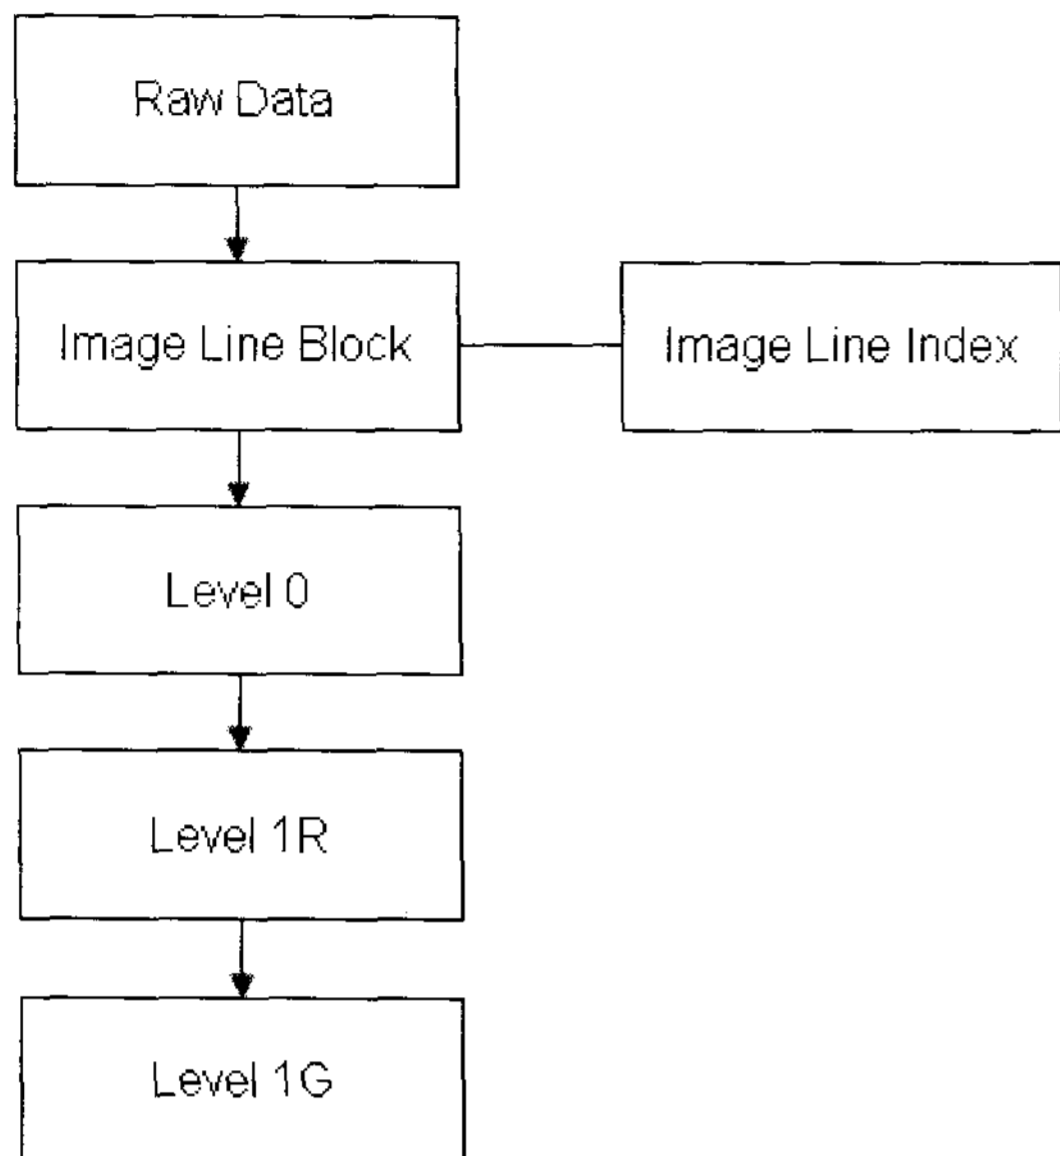 Raw Data
Image Line Block
Image Line Index
Level 0
Level 1R
Level 1G